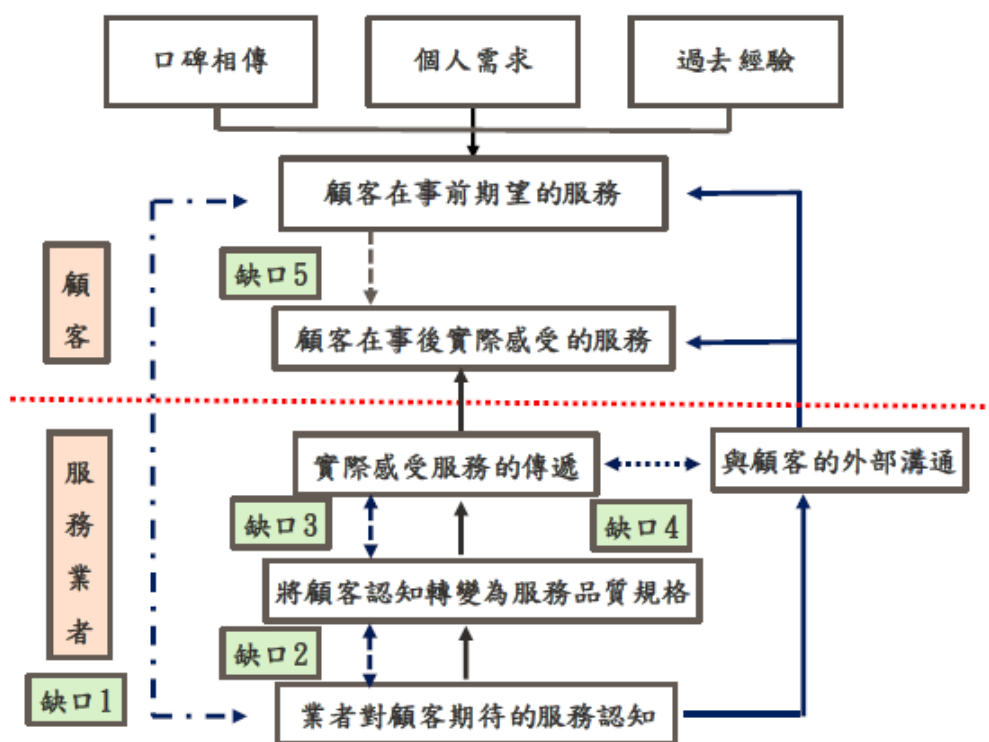 口碑相傳
個人需求
過去經驗
顧客在事前期望的服務
缺口5
顧客
顧客在事後實際感受的服務
實際感受服務的傳遞
與顧客的外部溝通
服務業者
缺口3
缺口4
將顧客認知轉變為服務品質規格
缺口2
缺口1
業者對顧客期待的服務認知